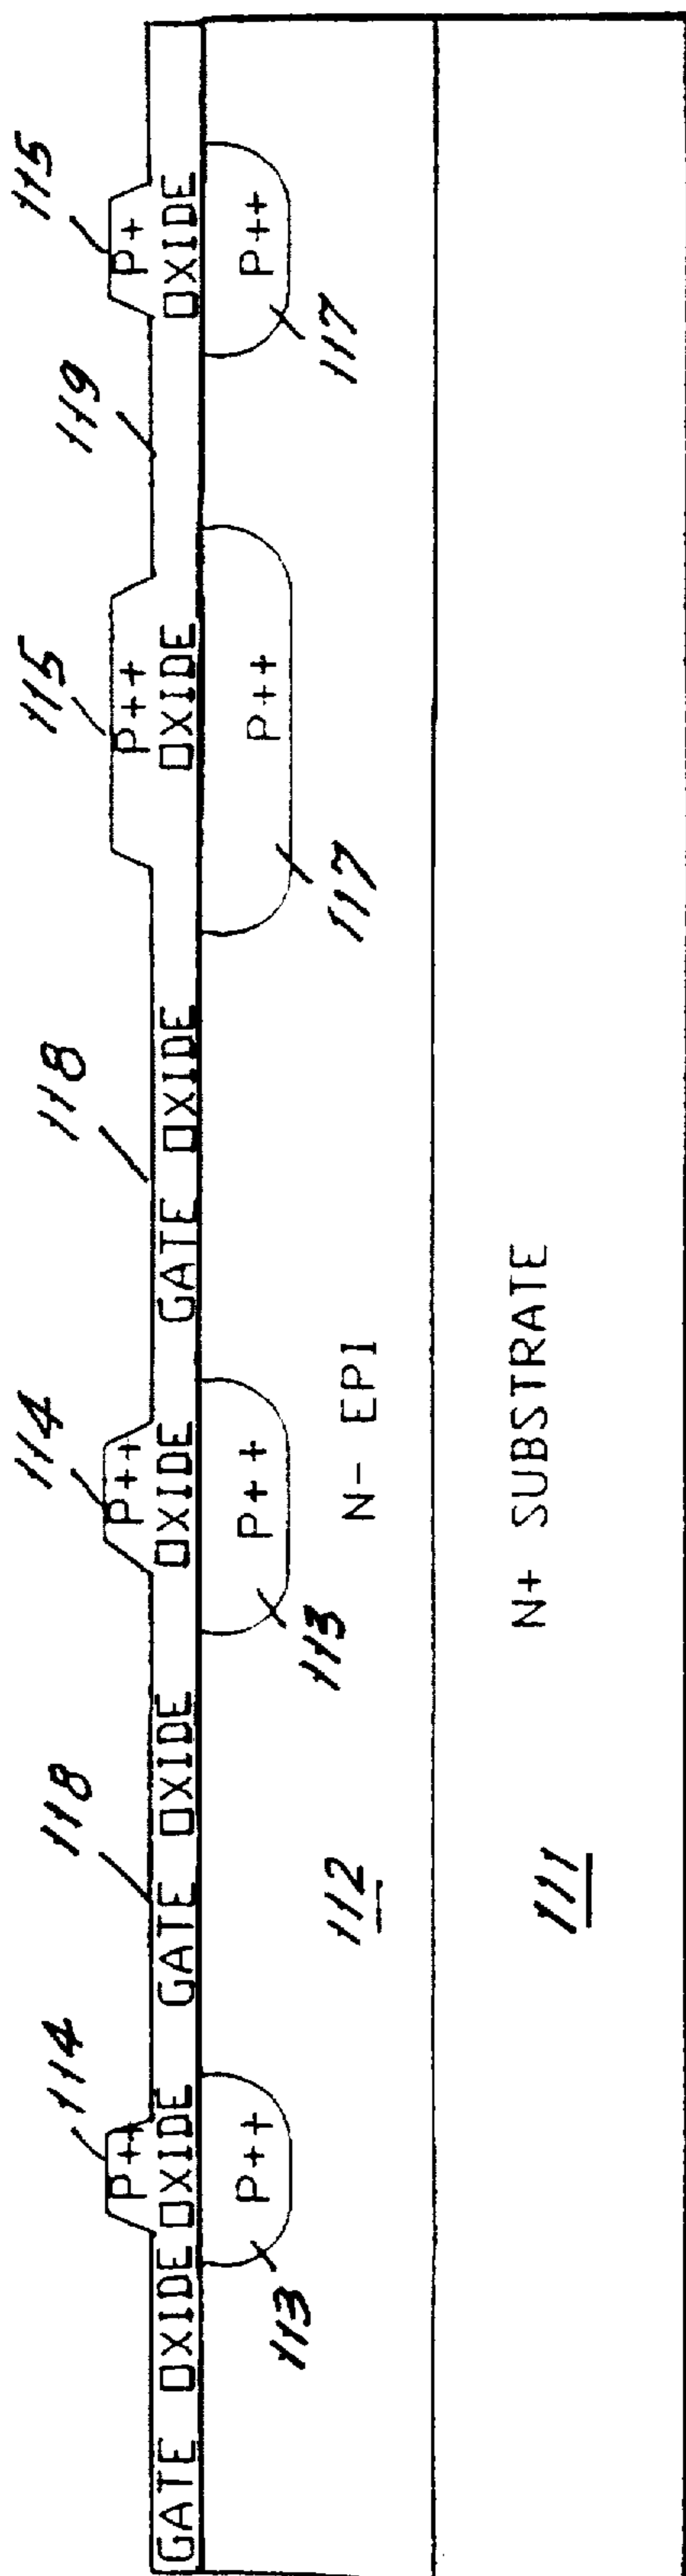 114 118 114 118 115 119 115
P++ P++ P++ P+
GATE OXIDE OXIDE GATE OXIDE OXIDE GATE OXIDE OXIDE OXIDE
P++ P++ P++ P++
113 113 117 117
112 N- EPI
111 N+ SUBSTRATE